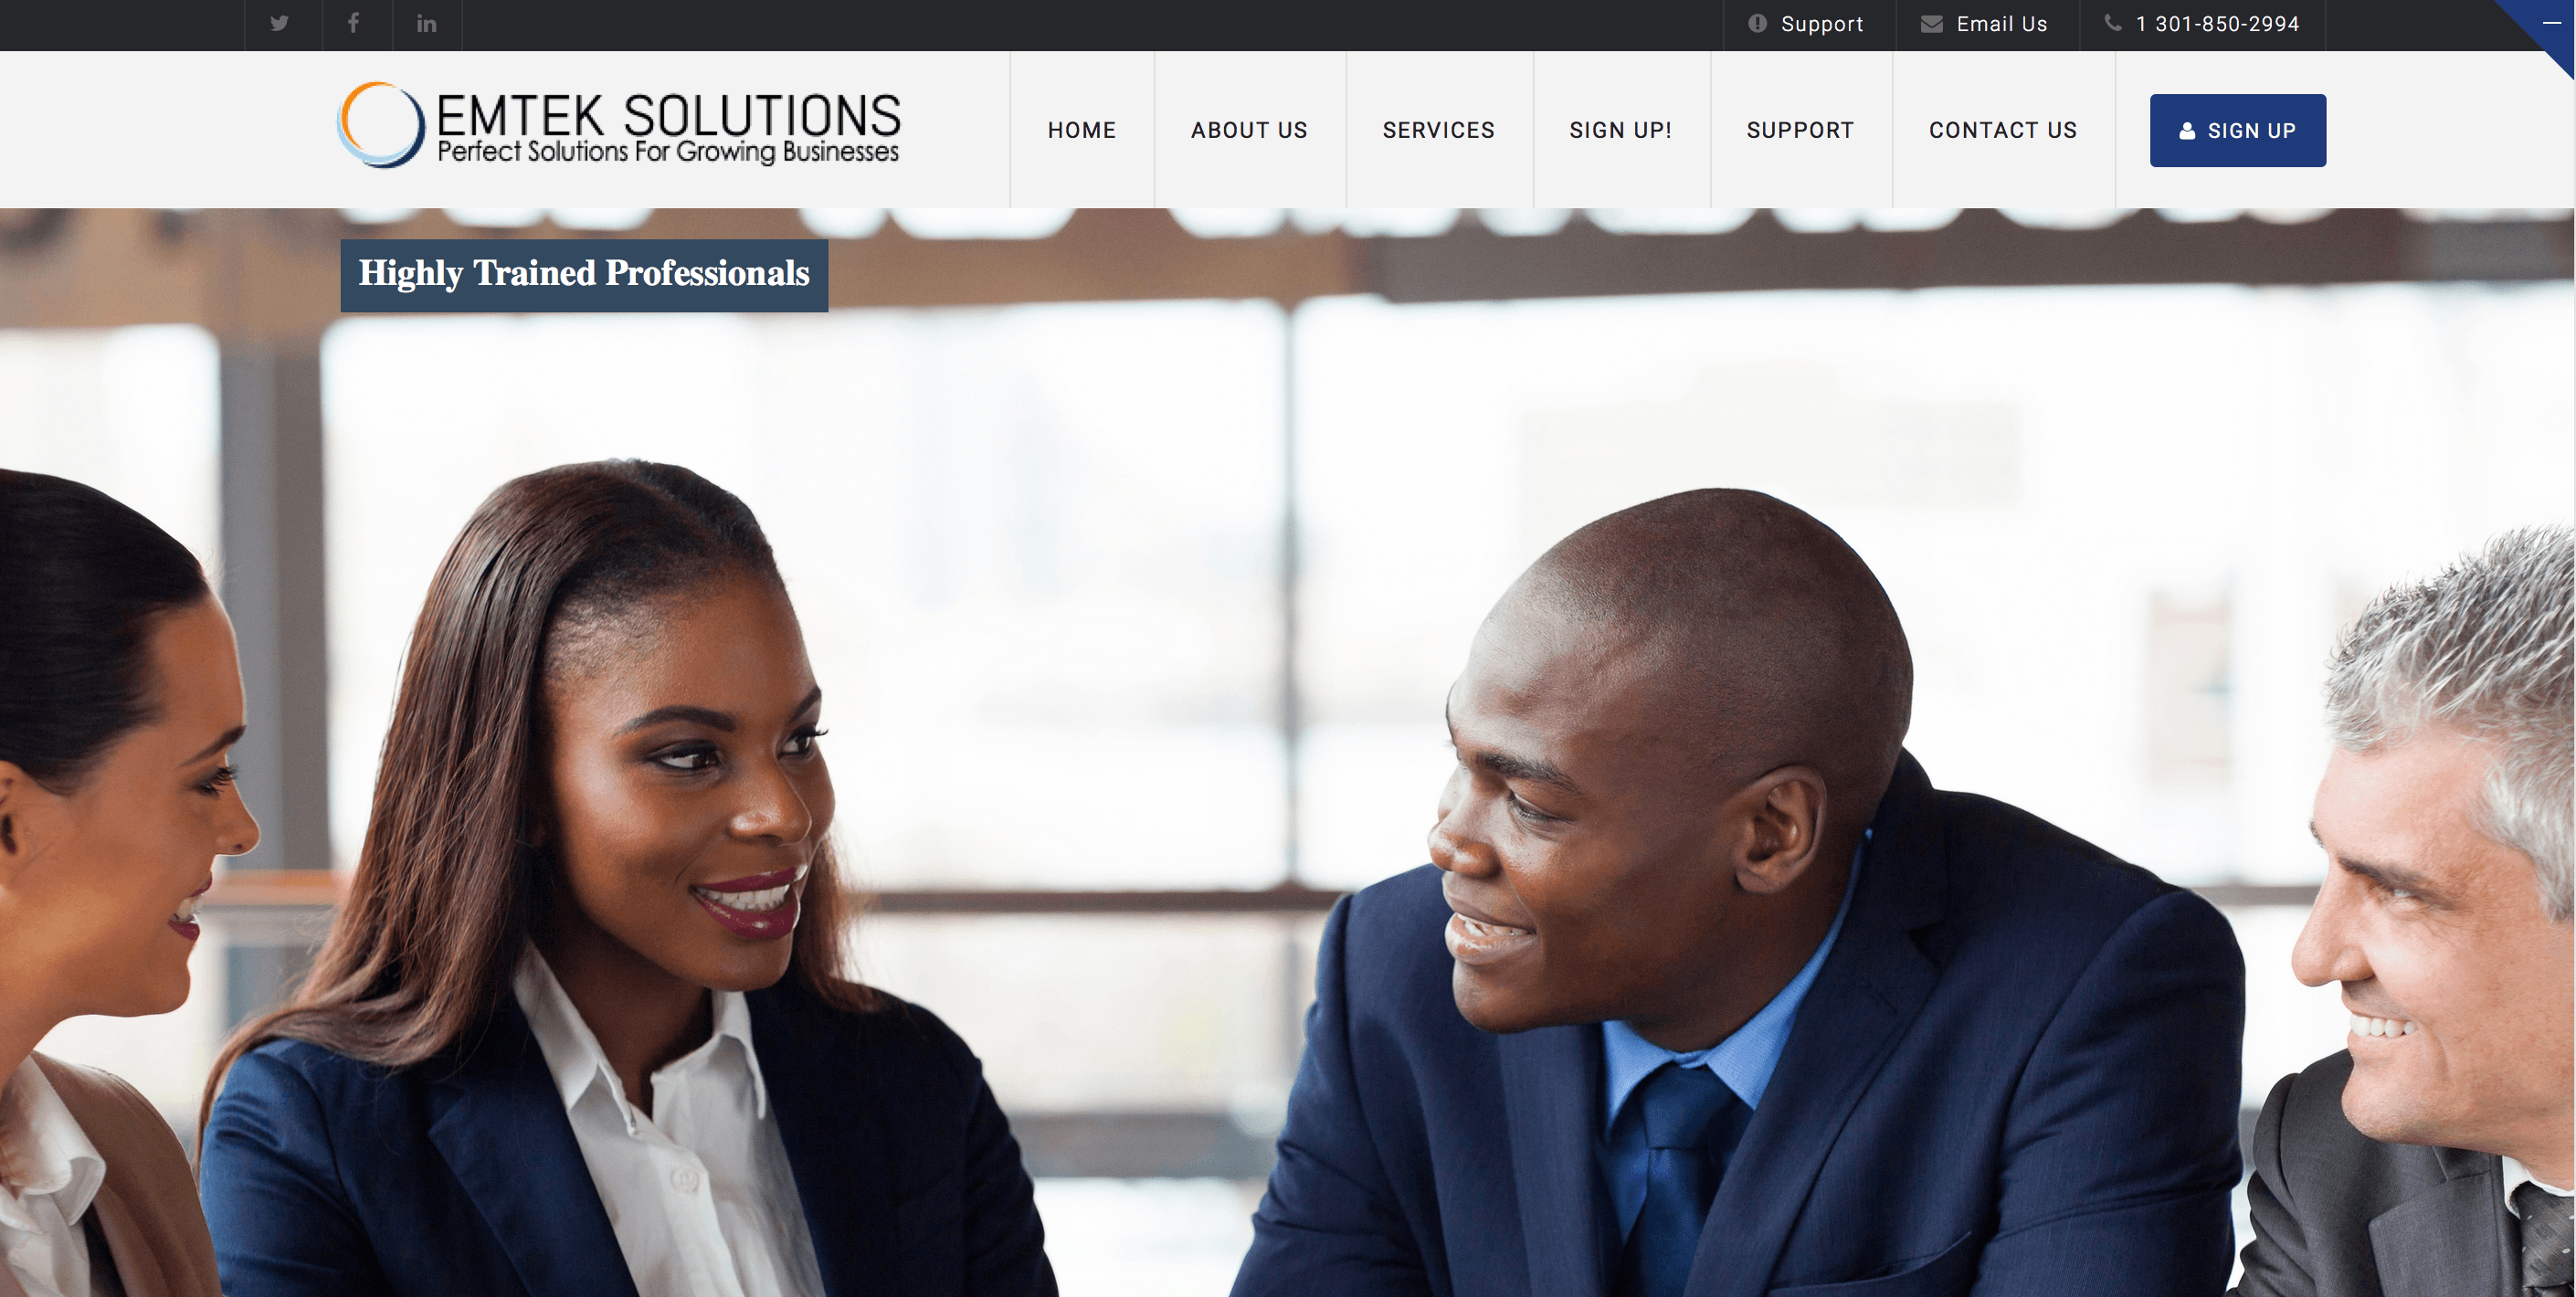 Support
Email Us
1 301-850-2994
EMTEK SOLUTIONS
Perfect Solutions For Growing Businesses
HOME
ABOUT US
SERVICES
SIGN UP!
SUPPORT
CONTACT US
SIGN UP
Highly Trained Professionals